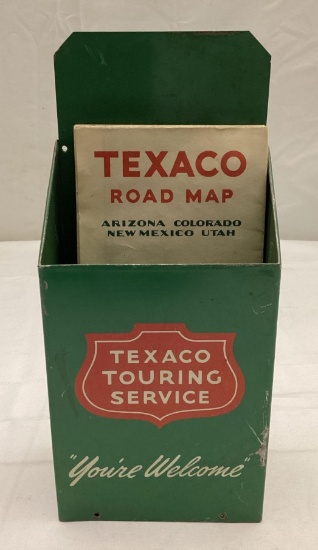 TEXACO
ROAD MAP
ARIZONA COLORADO
NEW MEXICO UTAH
TEXACO
TOURING
SERVICE
"You're Welcome"